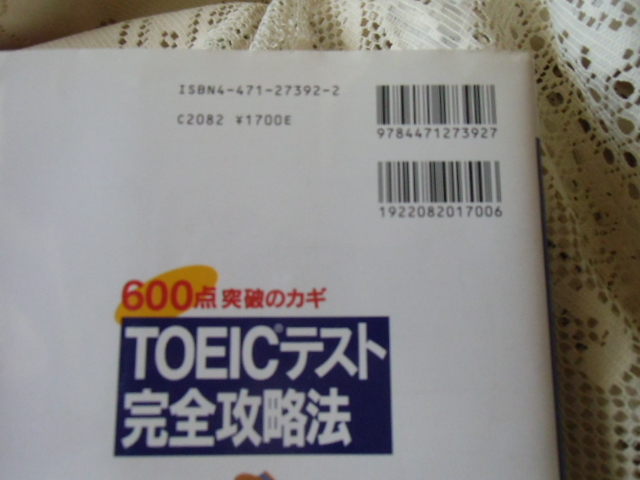 ISBN4-471-27392-2
C2082 ¥1700E
9784471273927
1922082017006
600点 突破のカギ
TOEIC®テスト
完全攻略法